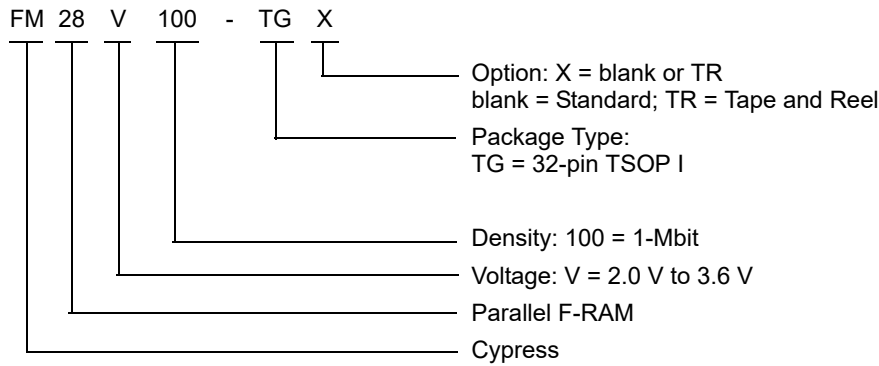 FM 28 V 100 - TG X
Option: X = blank or TR
blank = Standard; TR = Tape and Reel
Package Type:
TG = 32-pin TSOP I
Density: 100 = 1-Mbit
Voltage: V = 2.0 V to 3.6 V
Parallel F-RAM
Cypress